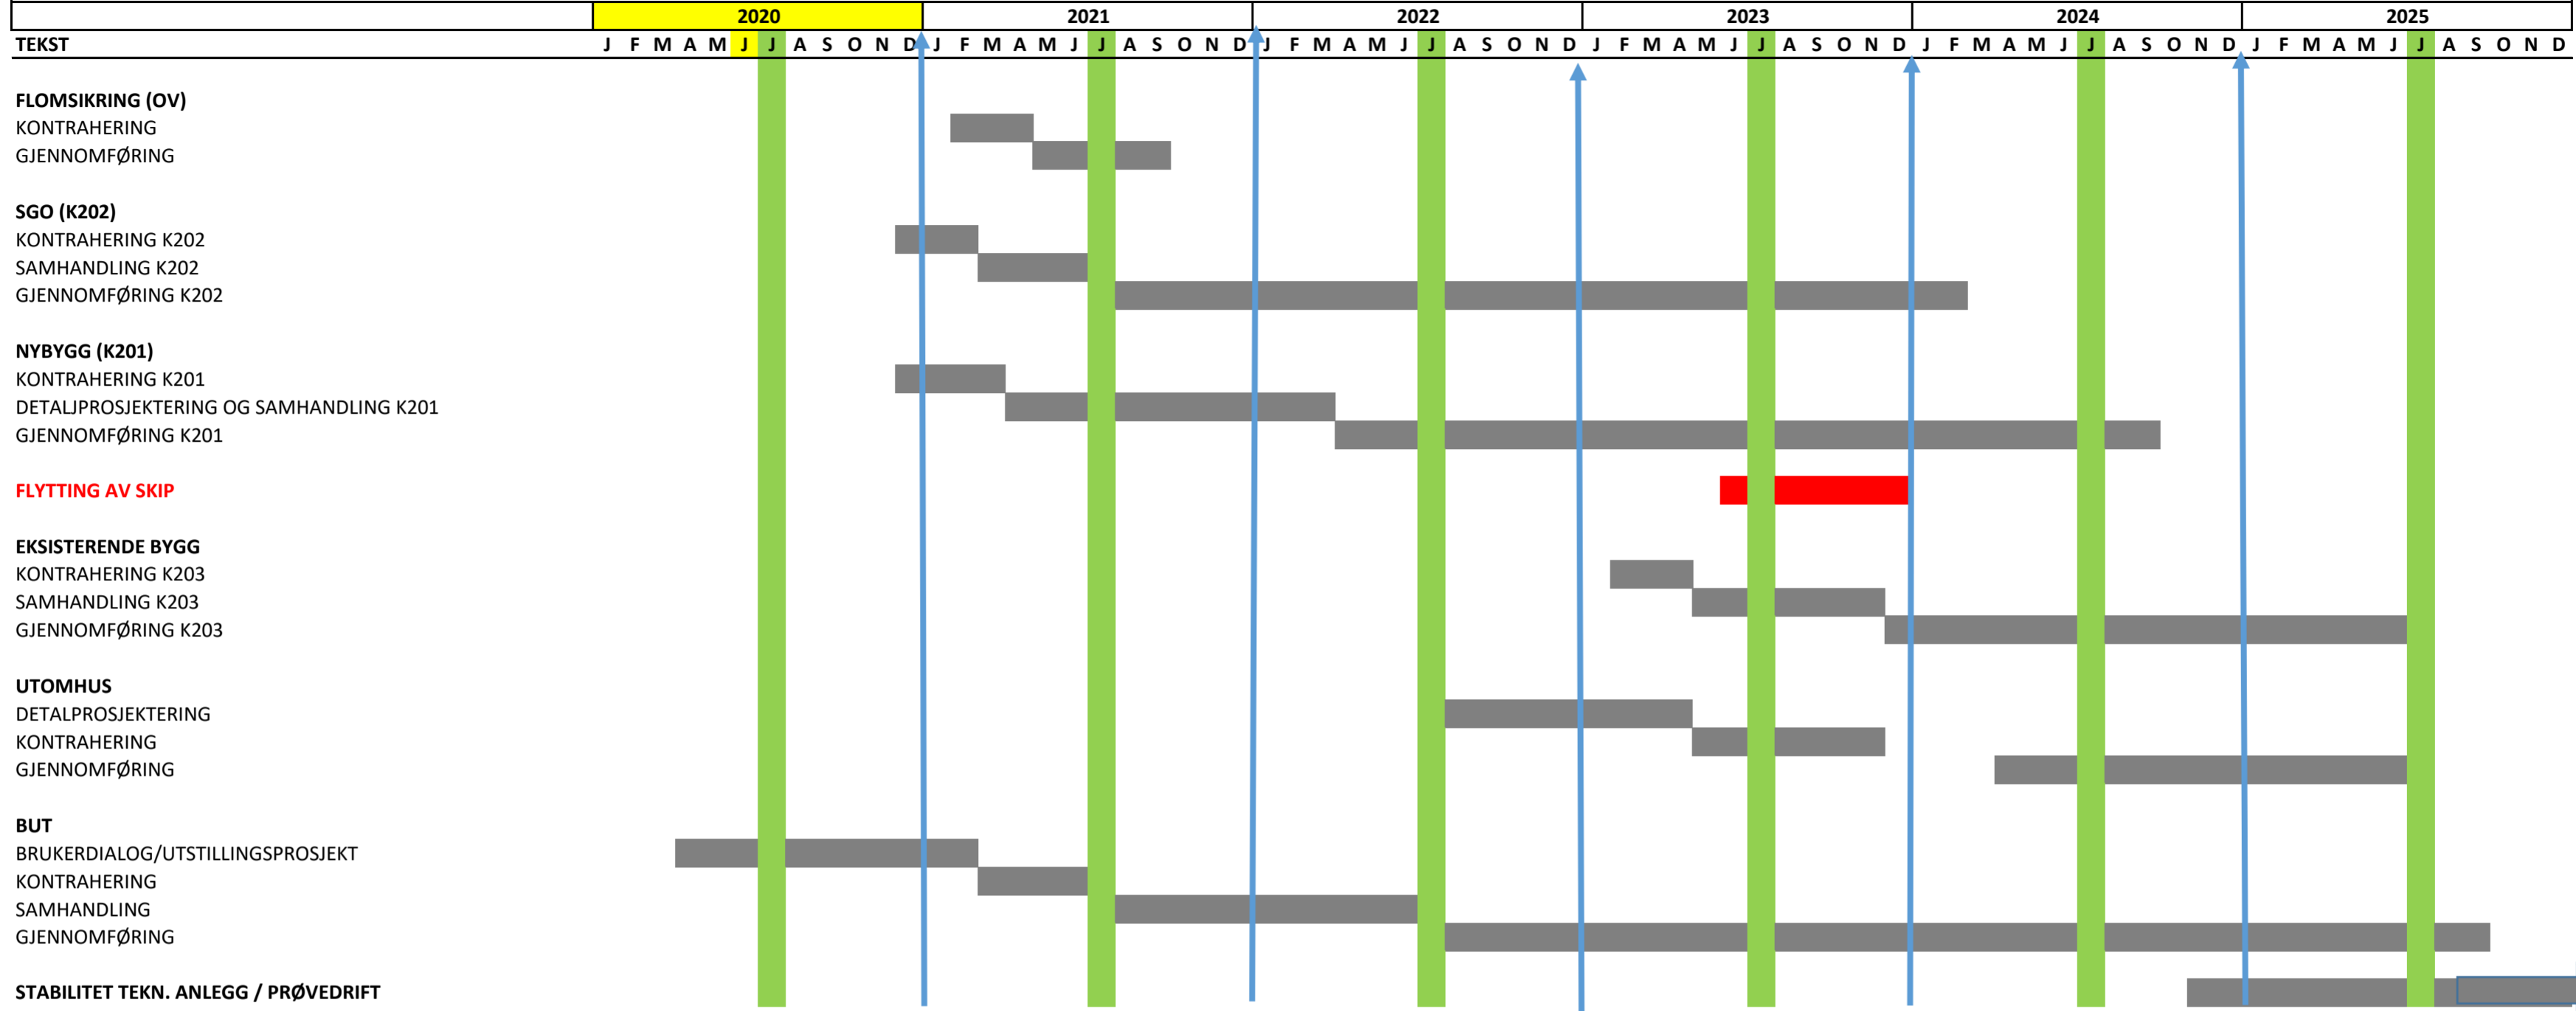 2020 2021 2022 2023 2024 2025
TEKST J F M A M J J A S O N D J F M A M J J A S O N D J F M A M J J A S O N D J F M A M J J A S O N D J F M A M J J A S O N D J F M A M J J A S O N D
FLOMSIKRING (OV)
KONTRAHERING
GJENNOMFØRING
SGO (K202)
KONTRAHERING K202
SAMHANDLING K202
GJENNOMFØRING K202
NYBYGG (K201)
KONTRAHERING K201
DETALJPROSJEKTERING OG SAMHANDLING K201
GJENNOMFØRING K201
FLYTTING AV SKIP
EKSISTERENDE BYGG
KONTRAHERING K203
SAMHANDLING K203
GJENNOMFØRING K203
UTOMHUS
DETALPROSJEKTERING
KONTRAHERING
GJENNOMFØRING
BUT
BRUKERDIALOG/UTSTILLINGSPROSJEKT
KONTRAHERING
SAMHANDLING
GJENNOMFØRING
STABILITET TEKN. ANLEGG / PRØVEDRIFT